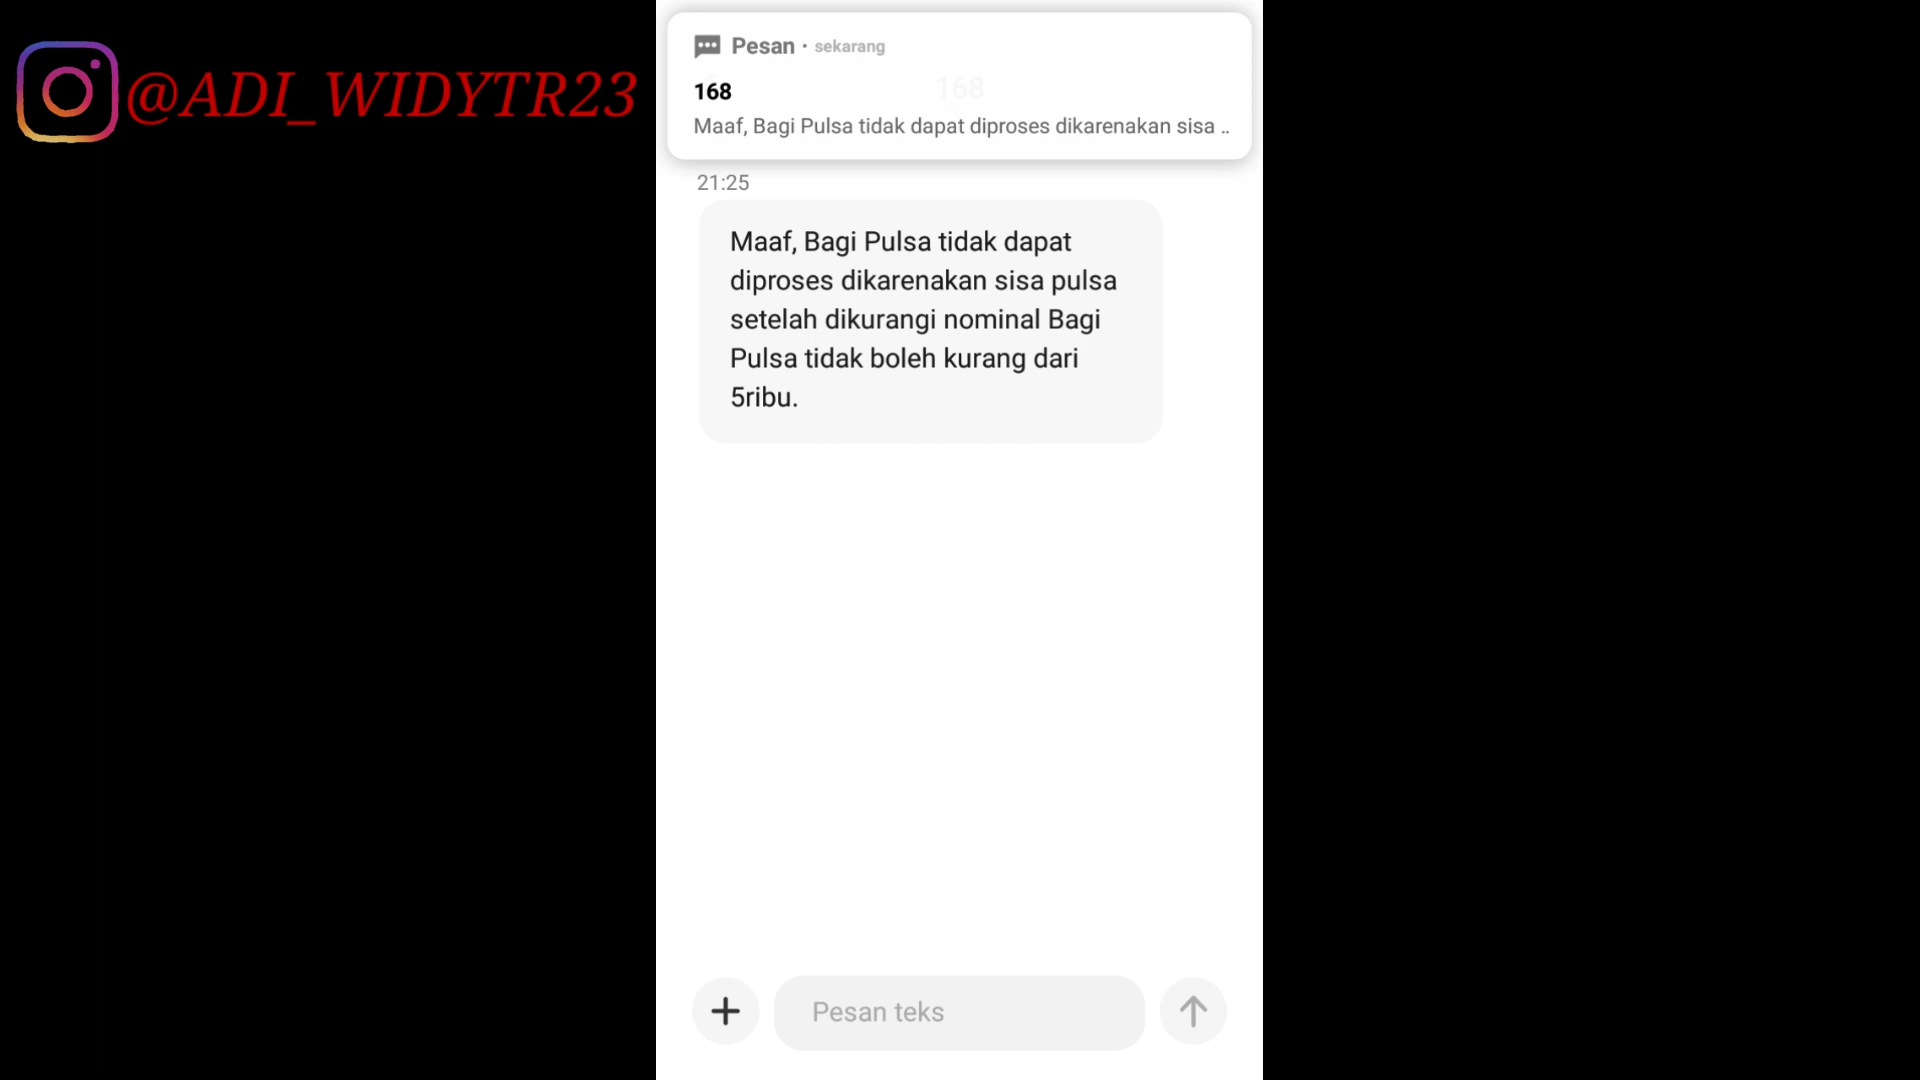 @ADI_WIDYTR23
Pesan · sekarang
168
168
Maaf, Bagi Pulsa tidak dapat diproses dikarenakan sisa ..
21:25
Maaf, Bagi Pulsa tidak dapat
diproses dikarenakan sisa pulsa
setelah dikurangi nominal Bagi
Pulsa tidak boleh kurang dari
5ribu.
Pesan teks